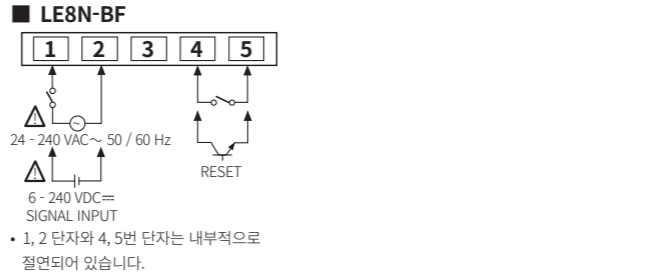 ■ LE8N-BF
1 2 3 4 5
24 - 240 VAC～ 50 / 60 Hz
RESET
6 - 240 VDC⎓
SIGNAL INPUT
• 1, 2 단자와 4, 5번 단자는 내부적으로
절연되어 있습니다.